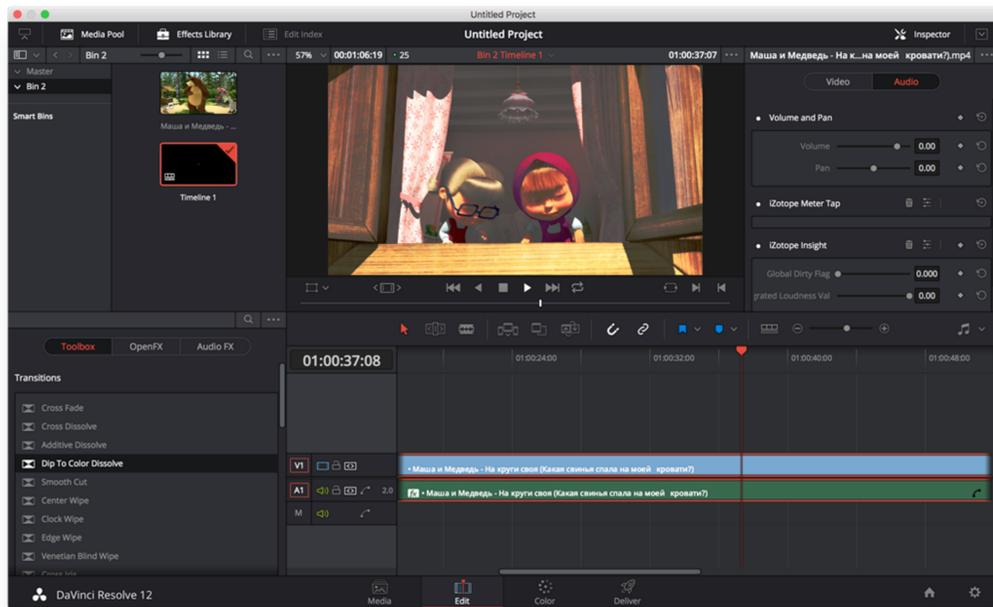 Untitled Project
Media Pool
Effects Library
Edit Index
Untitled Project
Inspector
Bin 2
57%
00:01:06:19
25
Bin 2 Timeline 1
01:00:37:07
Маша и Медведь - На к...на моей кровати?).mp4
Master
Bin 2
Smart Bins
Маша и Медведь - ...
Timeline 1
Video
Audio
Volume and Pan
Volume
0.00
Pan
0.00
iZotope Meter Tap
iZotope Insight
Global Dirty Flag
0.000
grated Loudness Val
0.00
Toolbox
OpenFX
Audio FX
Transitions
Cross Fade
Cross Dissolve
Additive Dissolve
Dip To Color Dissolve
Smooth Cut
Center Wipe
Clock Wipe
Edge Wipe
Venetian Blind Wipe
Cross Iris
01:00:37:08
01:00:24:00
01:00:32:00
01:00:40:00
01:00:48:00
V1
• Маша и Медведь - На круги своя (Какая свинья спала на моей кровати?)
A1
2.0
fx • Маша и Медведь - На круги своя (Какая свинья спала на моей кровати?)
M
DaVinci Resolve 12
Media
Edit
Color
Deliver